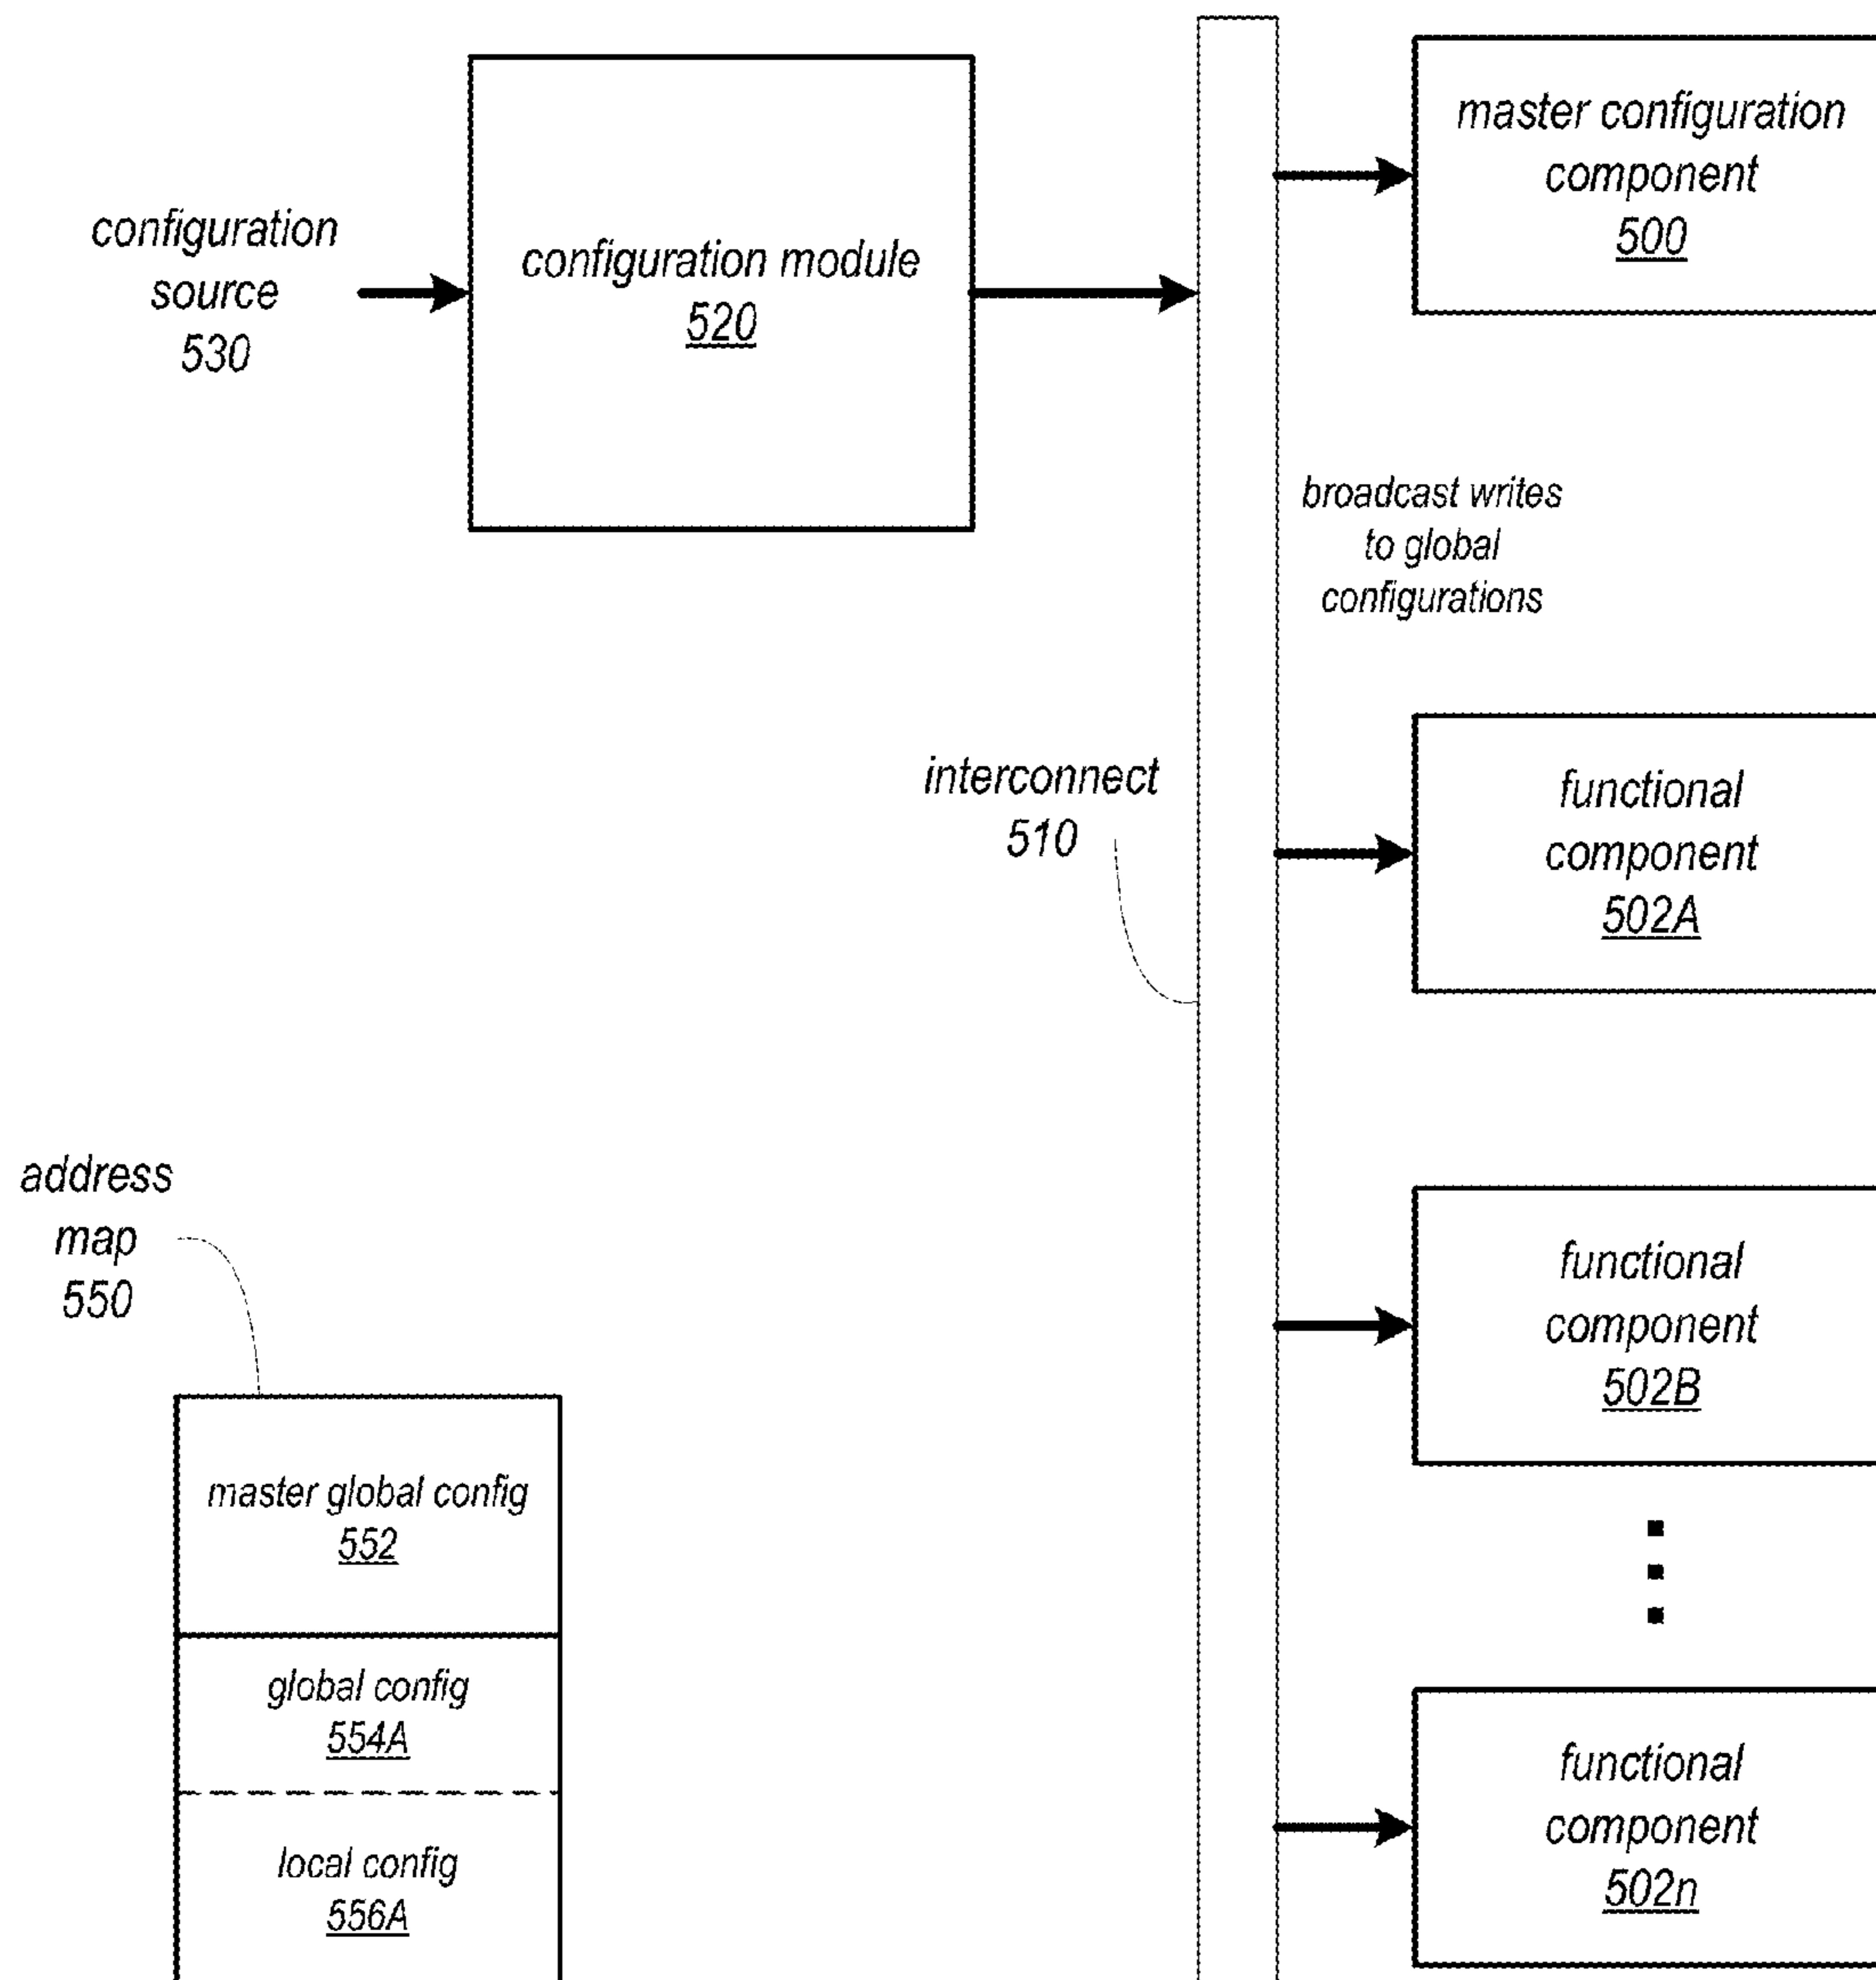 configuration
source
530
configuration module
520
master configuration
component
500
broadcast writes
to global
configurations
interconnect
510
functional
component
502A
functional
component
502B
functional
component
502n
address
map
550
master global config
552
global config
554A
local config
556A